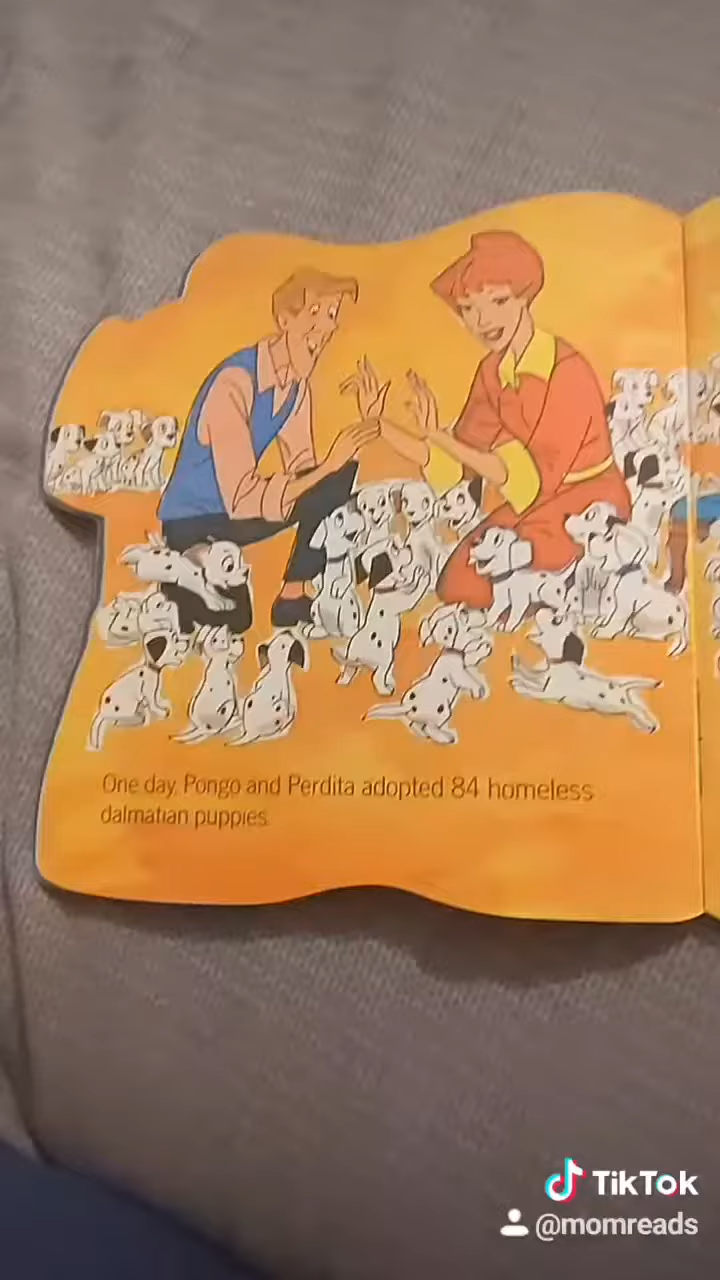 One day, Pongo and Perdita adopted 84 homeless
dalmatian puppies.
TikTok
@momreads